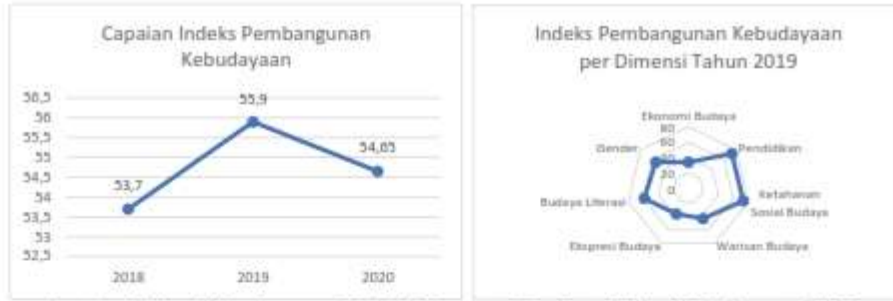 Capaian Indeks Pembangunan
Kebudayaan
56,5
56
55,5
55
54,5
54
53,5
53
52,5
53,7
55,9
54,65
2018
2019
2020
Indeks Pembangunan Kebudayaan
per Dimensi Tahun 2019
Ekonomi Budaya
Pendidikan
Ketahanan
Sosial Budaya
Warisan Budaya
Ekspresi Budaya
Budaya Literasi
Gender
80
60
40
20
0